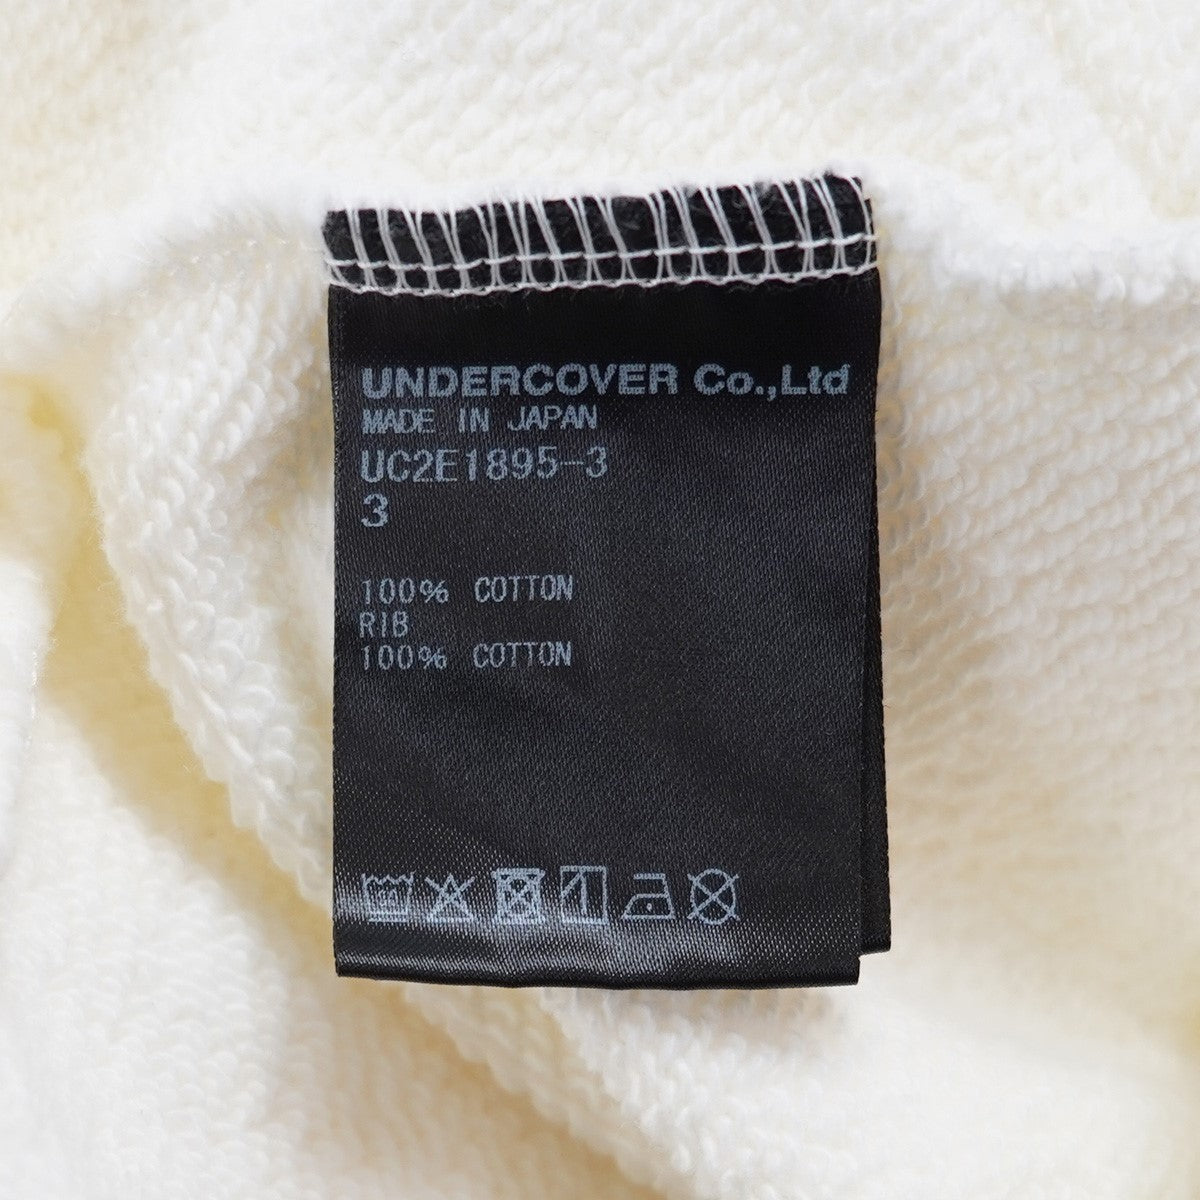 UNDERCOVER Co.,Ltd
MADE IN JAPAN
UC2E1895-3
3
100% COTTON
RIB
100% COTTON